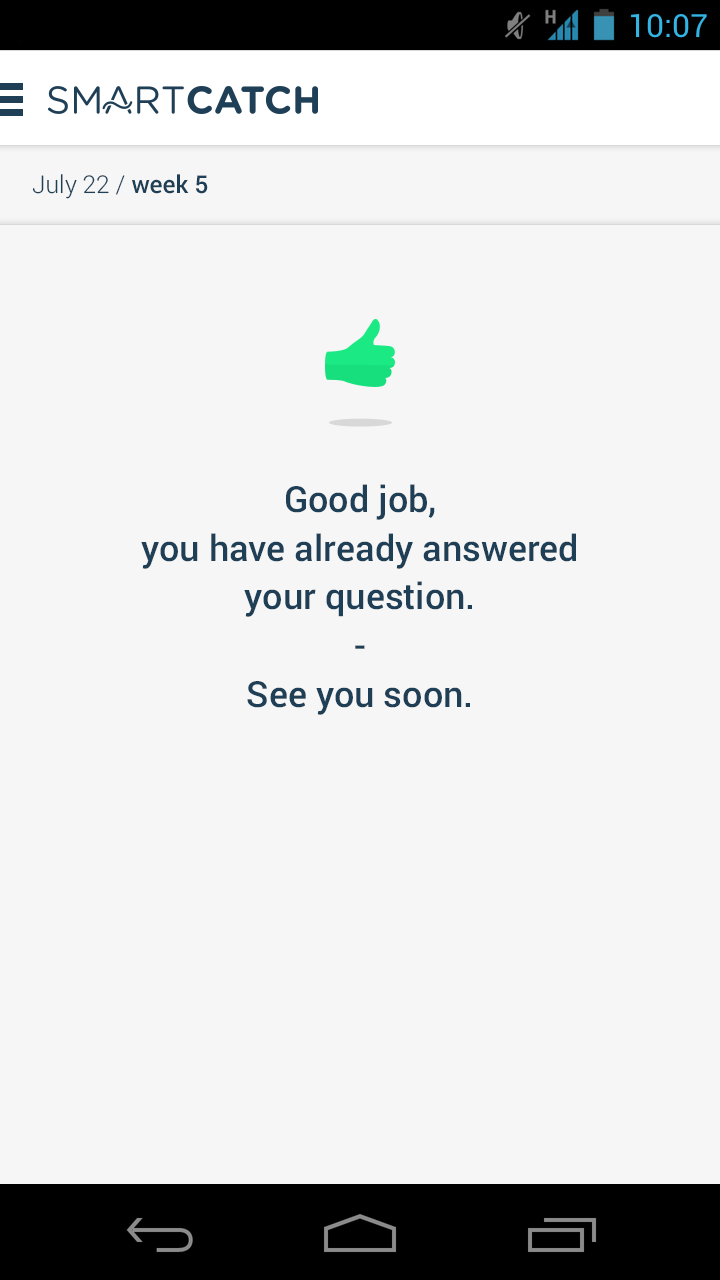 H 10:07
SMARTCATCH
July 22 / week 5
Good job,
you have already answered
your question.
-
See you soon.